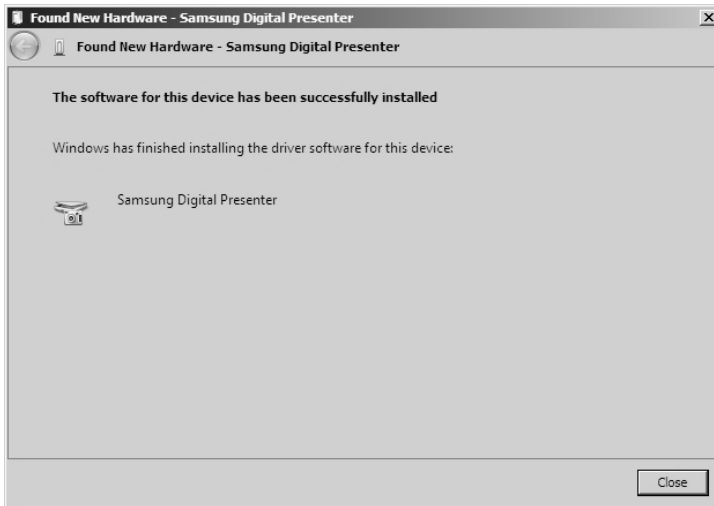 Found New Hardware - Samsung Digital Presenter
Found New Hardware - Samsung Digital Presenter
The software for this device has been successfully installed
Windows has finished installing the driver software for this device:
Samsung Digital Presenter
Close